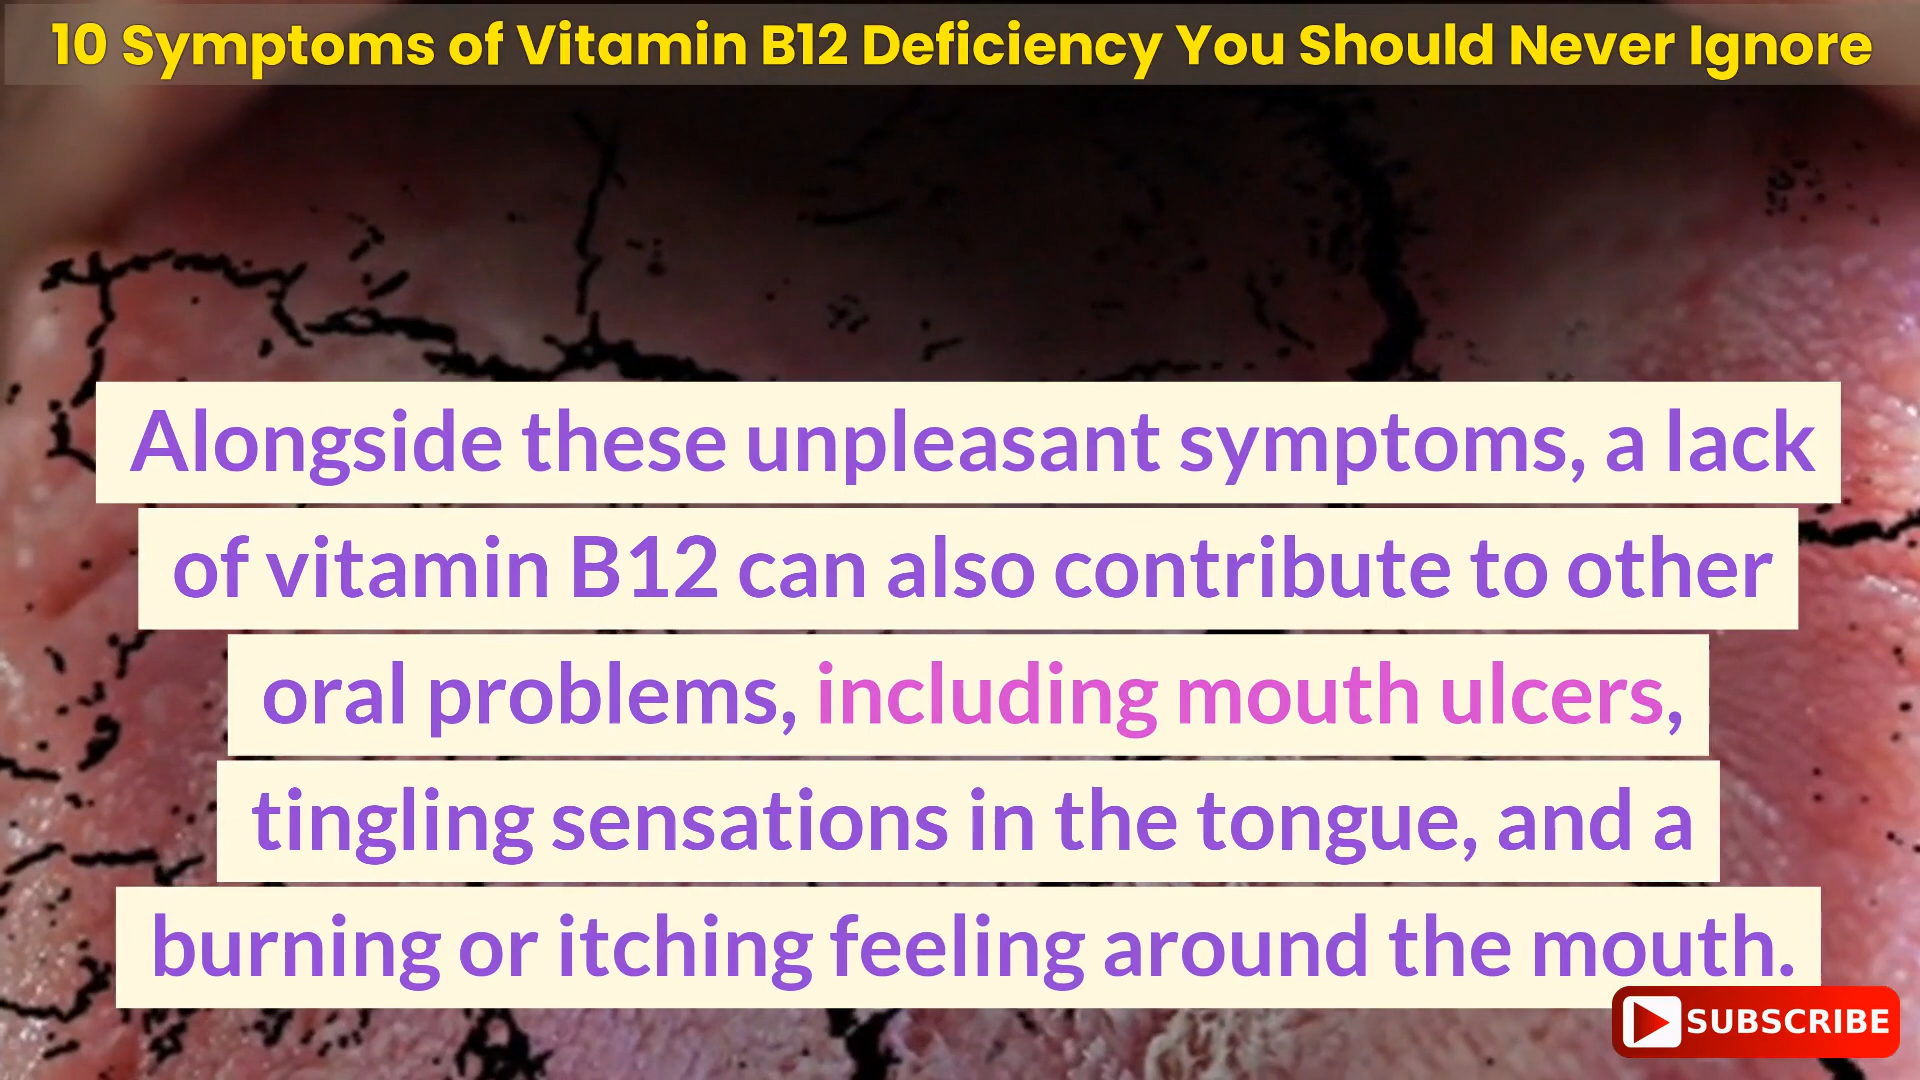 10 Symptoms of Vitamin B12 Deficiency You Should Never Ignore
Alongside these unpleasant symptoms, a lack
of vitamin B12 can also contribute to other
oral problems, including mouth ulcers,
tingling sensations in the tongue, and a
burning or itching feeling around the mouth.
SUBSCRIBE